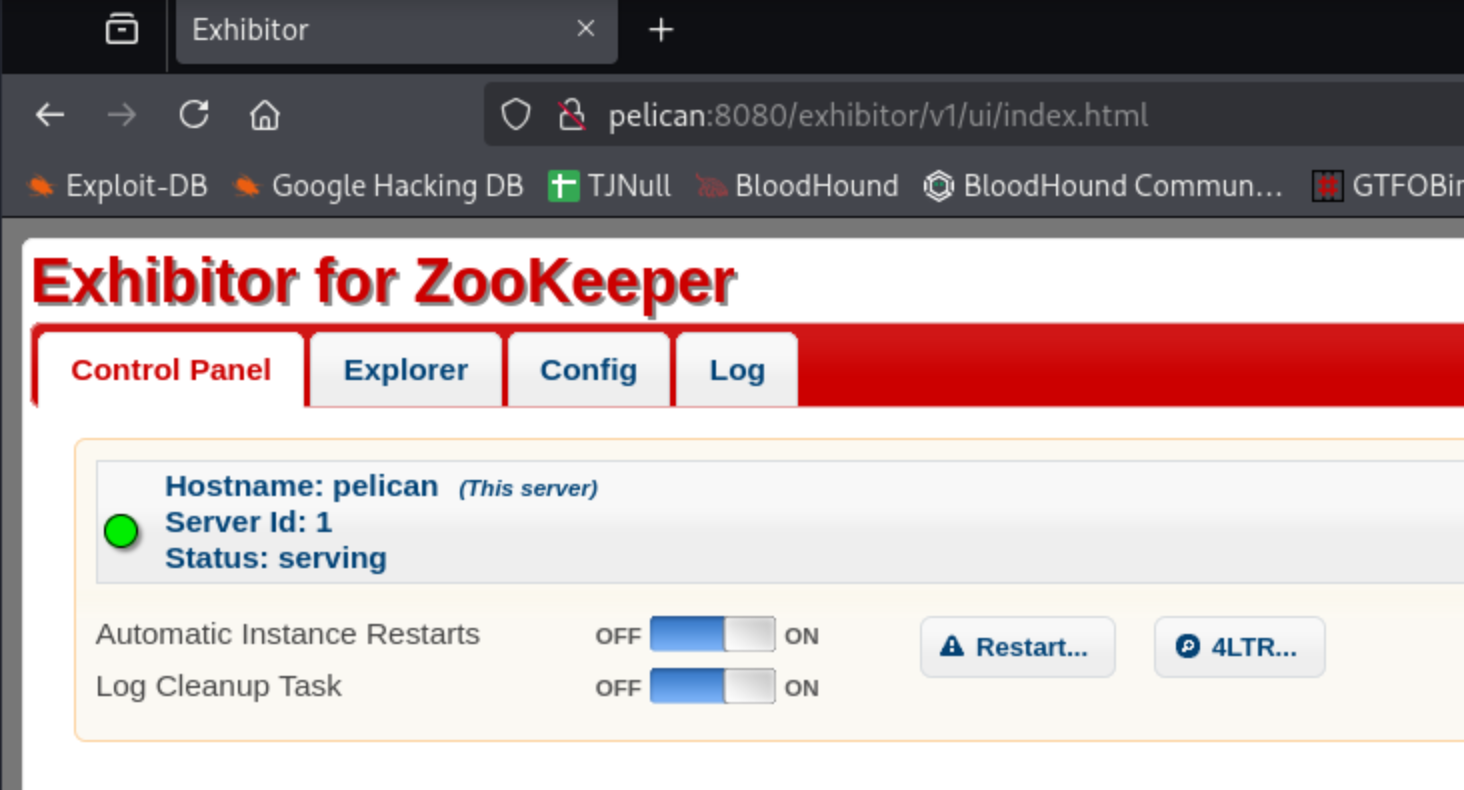 Exhibitor
pelican:8080/exhibitor/v1/ui/index.html
Exploit-DB Google Hacking DB TJNull BloodHound BloodHound Commun... GTFOBi
Exhibitor for ZooKeeper
Control Panel Explorer Config Log
Hostname: pelican (This server)
Server Id: 1
Status: serving
Automatic Instance Restarts OFF ON Restart... 4LTR...
Log Cleanup Task OFF ON